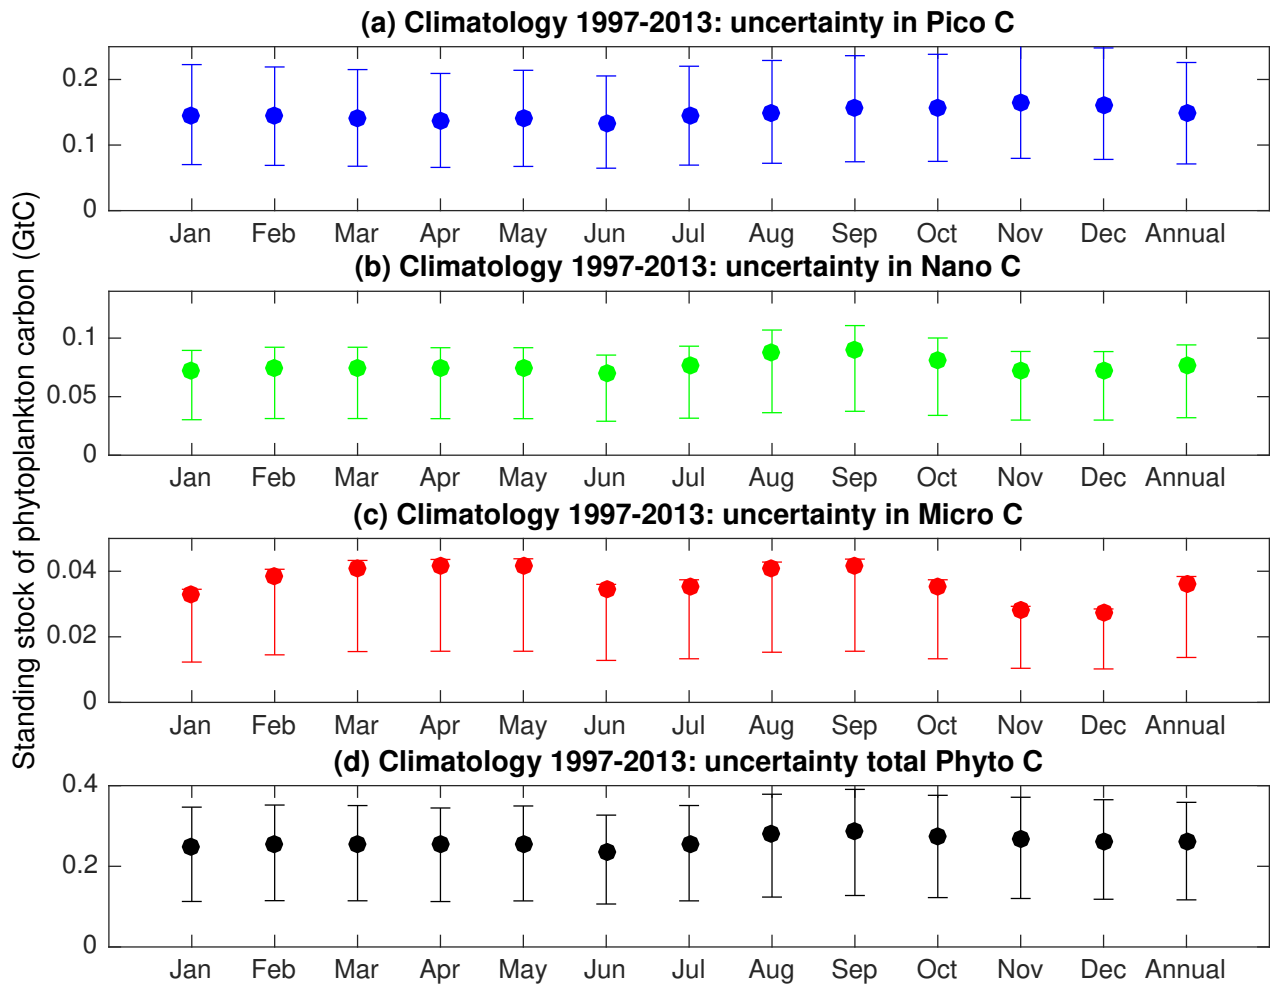 (a) Climatology 1997-2013: uncertainty in Pico C
0.2
0.1
0
Jan Feb Mar Apr May Jun Jul Aug Sep Oct Nov Dec Annual
(b) Climatology 1997-2013: uncertainty in Nano C
0.1
0.05
0
Jan Feb Mar Apr May Jun Jul Aug Sep Oct Nov Dec Annual
(c) Climatology 1997-2013: uncertainty in Micro C
0.04
0.02
0
Jan Feb Mar Apr May Jun Jul Aug Sep Oct Nov Dec Annual
(d) Climatology 1997-2013: uncertainty total Phyto C
0.4
0.2
0
Jan Feb Mar Apr May Jun Jul Aug Sep Oct Nov Dec Annual
Standing stock of phytoplankton carbon (GtC)